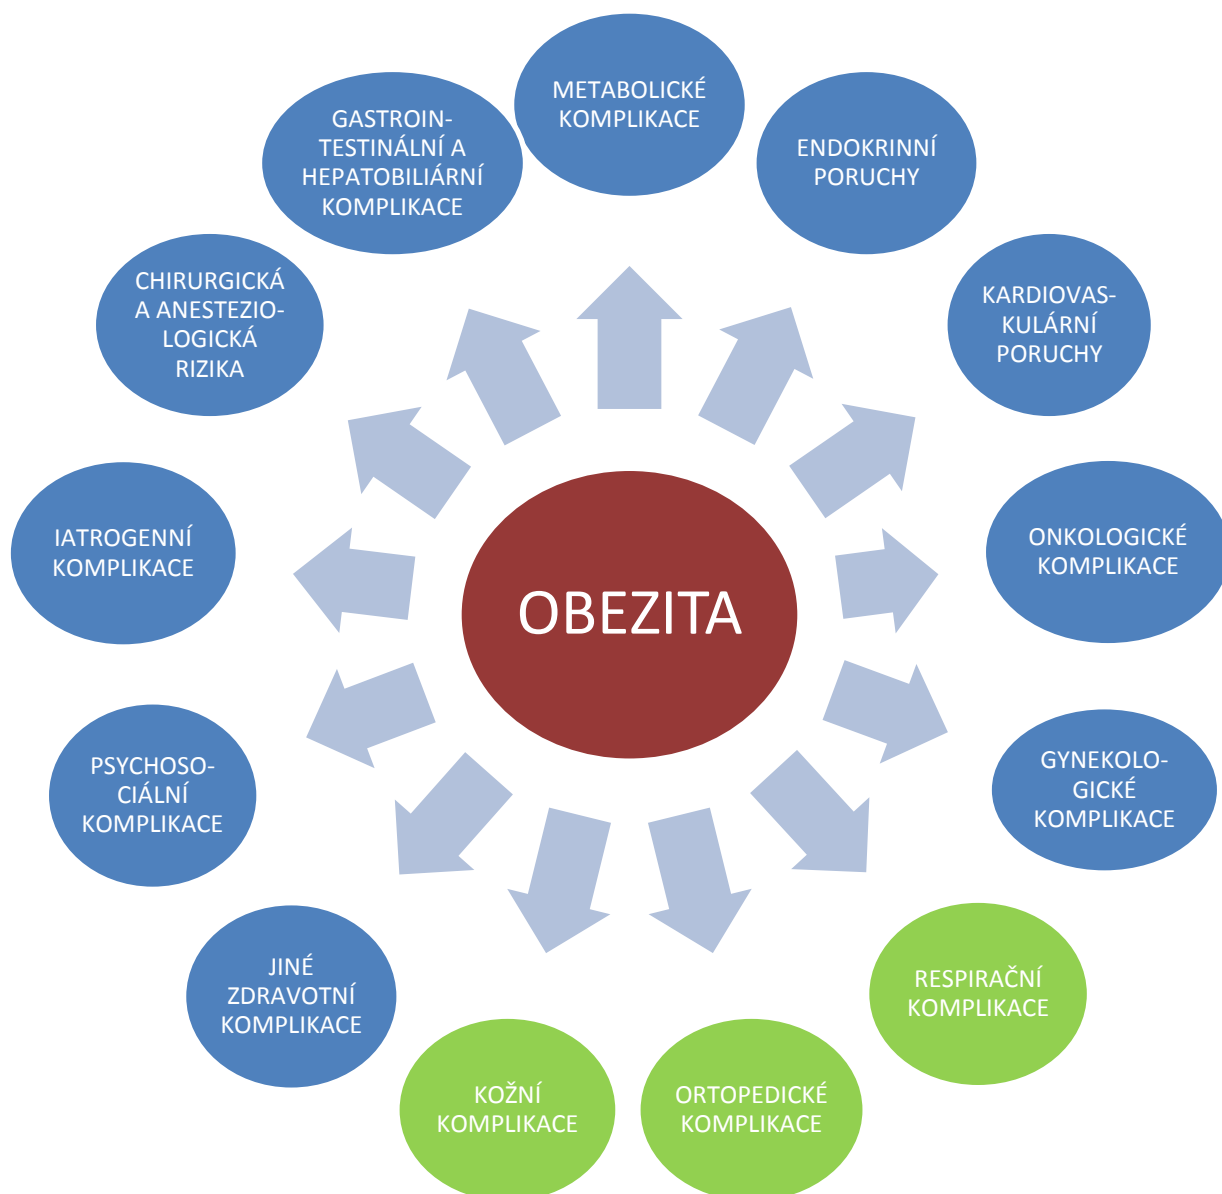 METABOLICKÉ
KOMPLIKACE
ENDOKRINNÍ
PORUCHY
KARDIOVAS-
KULÁRNÍ
PORUCHY
ONKOLOGICKÉ
KOMPLIKACE
GYNEKOLO-
GICKÉ
KOMPLIKACE
RESPIRAČNÍ
KOMPLIKACE
ORTOPEDICKÉ
KOMPLIKACE
KOŽNÍ
KOMPLIKACE
JINÉ
ZDRAVOTNÍ
KOMPLIKACE
PSYCHOSO-
CIÁLNÍ
KOMPLIKACE
IATROGENNÍ
KOMPLIKACE
CHIRURGICKÁ
A ANESTEZIO-
LOGICKÁ
RIZIKA
GASTROIN-
TESTINÁLNÍ A
HEPATOBILIÁRNÍ
KOMPLIKACE
OBEZITA